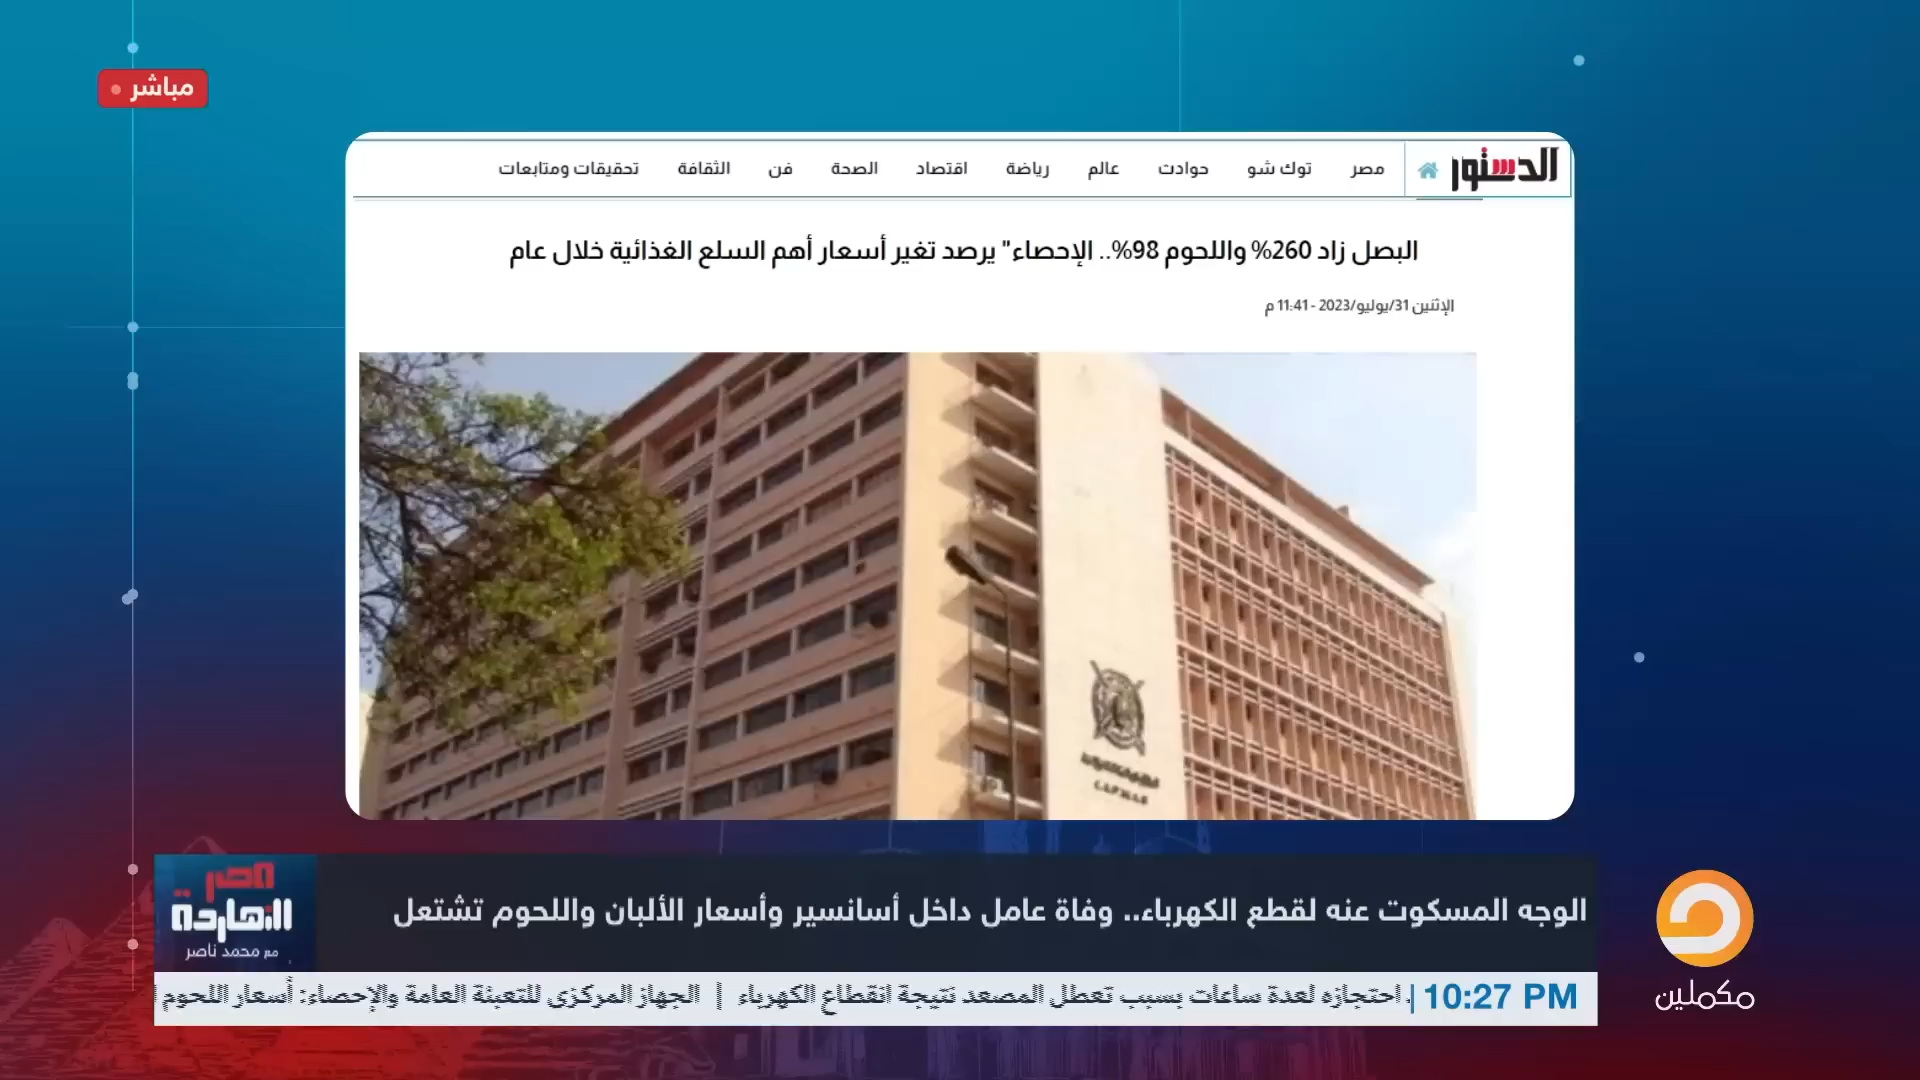 مباشر
الدستور
مصر توك شو حوادث عالم رياضة اقتصاد الصحة فن الثقافة تحقيقات ومتابعات
البصل زاد 260% واللحوم 98%.. الإحصاء" يرصد تغير أسعار أهم السلع الغذائية خلال عام
الإثنين 31/يوليو/2023 - 11:41 م
C.A.P.M.A.S
مصر النهاردة
مع محمد ناصر
الوجه المسكوت عنه لقطع الكهرباء.. وفاة عامل داخل أسانسير وأسعار الألبان واللحوم تشتعل
10:27 PM
احتجازه لعدة ساعات بسبب تعطل المصعد نتيجة انقطاع الكهرباء | الجهاز المركزي للتعبئة العامة والإحصاء: أسعار اللحوم
مكملين